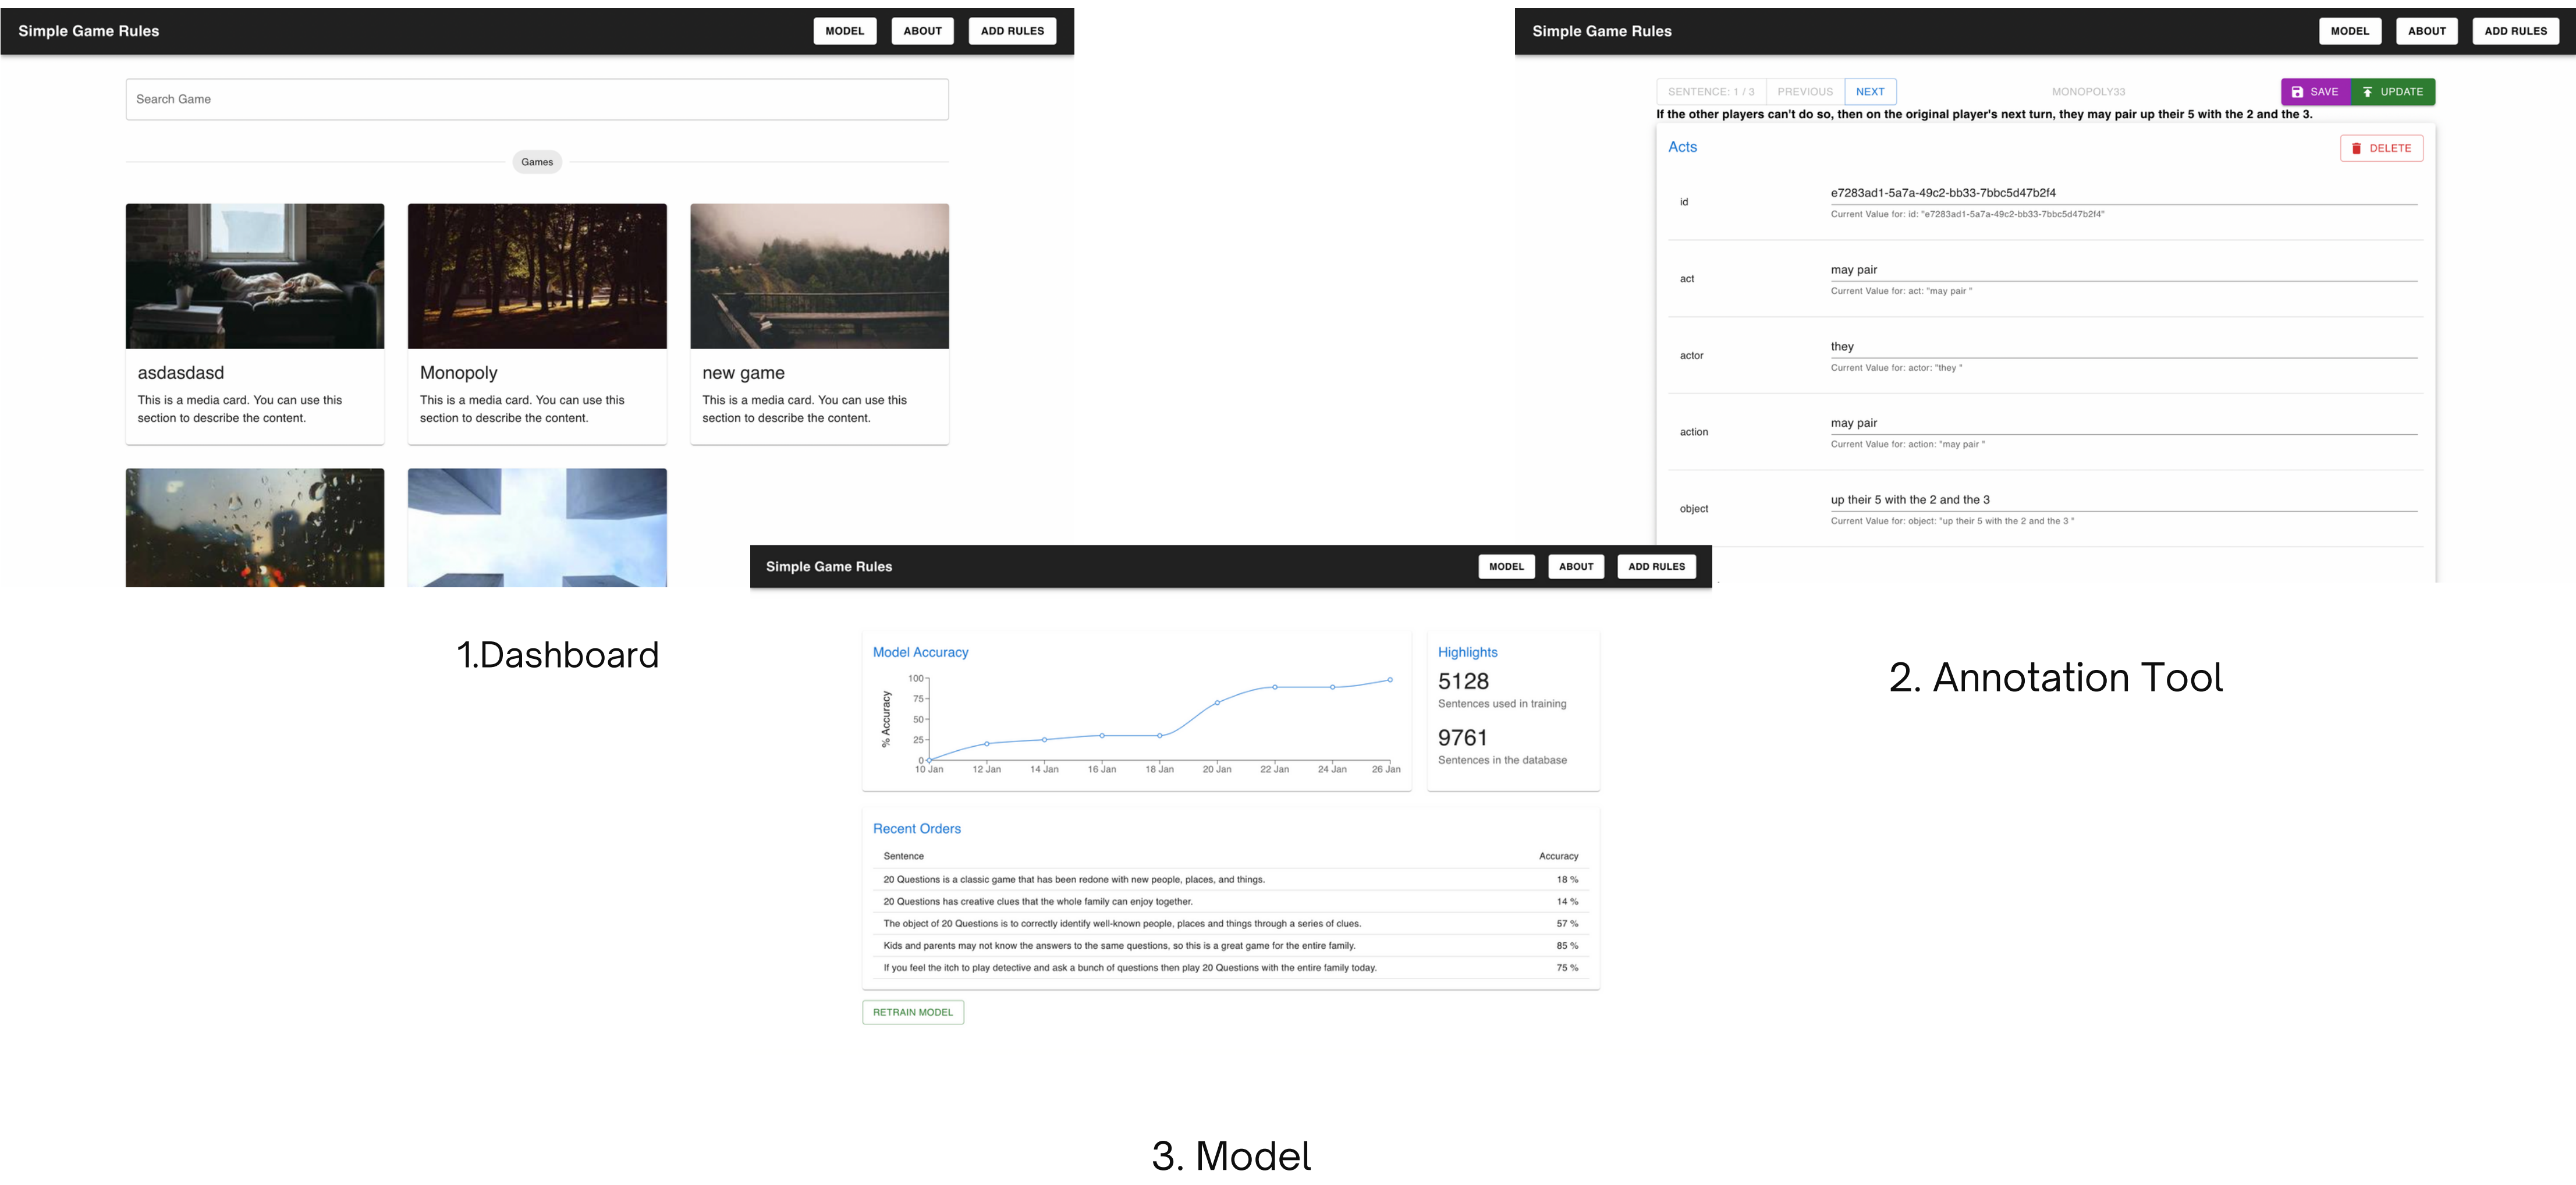 Simple Game Rules
MODEL ABOUT ADD RULES
Search Game
Games
asdasdasd
This is a media card. You can use this
section to describe the content.
Monopoly
This is a media card. You can use this
section to describe the content.
new game
This is a media card. You can use this
section to describe the content.
1.Dashboard
Simple Game Rules
MODEL ABOUT ADD RULES
SENTENCE: 1 / 3 PREVIOUS NEXT MONOPOLY33 SAVE UPDATE
If the other players can't do so, then on the original player's next turn, they may pair up their 5 with the 2 and the 3.
Acts DELETE
id e7283ad1-5a7a-49c2-bb33-7bbc5d47b2f4
Current Value for: id: "e7283ad1-5a7a-49c2-bb33-7bbc5d47b2f4"
act may pair
Current Value for: act: "may pair "
actor they
Current Value for: actor: "they "
action may pair
Current Value for: action: "may pair "
object up their 5 with the 2 and the 3
Current Value for: object: "up their 5 with the 2 and the 3 "
2. Annotation Tool
Simple Game Rules
MODEL ABOUT ADD RULES
Model Accuracy
% Accuracy
100
75
50
25
0
10 Jan 12 Jan 14 Jan 16 Jan 18 Jan 20 Jan 22 Jan 24 Jan 26 Jan
Highlights
5128
Sentences used in training
9761
Sentences in the database
Recent Orders
Sentence Accuracy
20 Questions is a classic game that has been redone with new people, places, and things. 18 %
20 Questions has creative clues that the whole family can enjoy together. 14 %
The object of 20 Questions is to correctly identify well-known people, places and things through a series of clues. 57 %
Kids and parents may not know the answers to the same questions, so this is a great game for the entire family. 85 %
If you feel the itch to play detective and ask a bunch of questions then play 20 Questions with the entire family today. 75 %
RETRAIN MODEL
3. Model